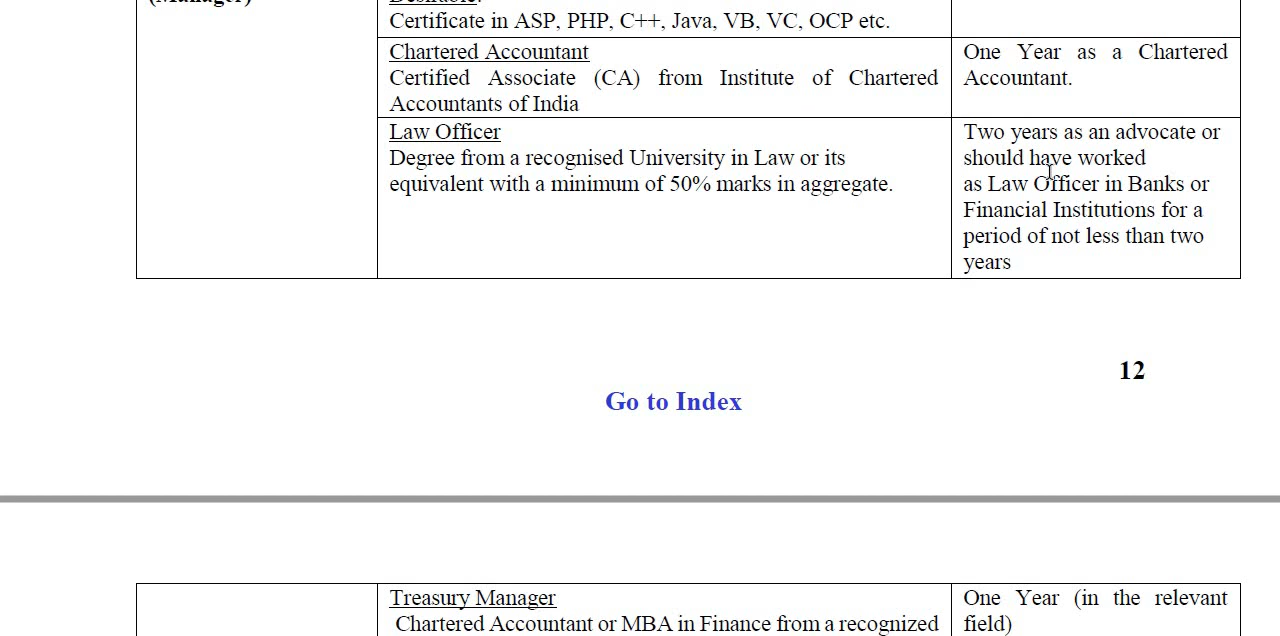 (Manager)
Desirable:
Certificate in ASP, PHP, C++, Java, VB, VC, OCP etc.
Chartered Accountant
Certified Associate (CA) from Institute of Chartered
Accountants of India
One Year as a Chartered
Accountant.
Law Officer
Degree from a recognised University in Law or its
equivalent with a minimum of 50% marks in aggregate.
Two years as an advocate or
should have worked
as Law Officer in Banks or
Financial Institutions for a
period of not less than two
years
12
Go to Index
Treasury Manager
Chartered Accountant or MBA in Finance from a recognized
One Year (in the relevant
field)